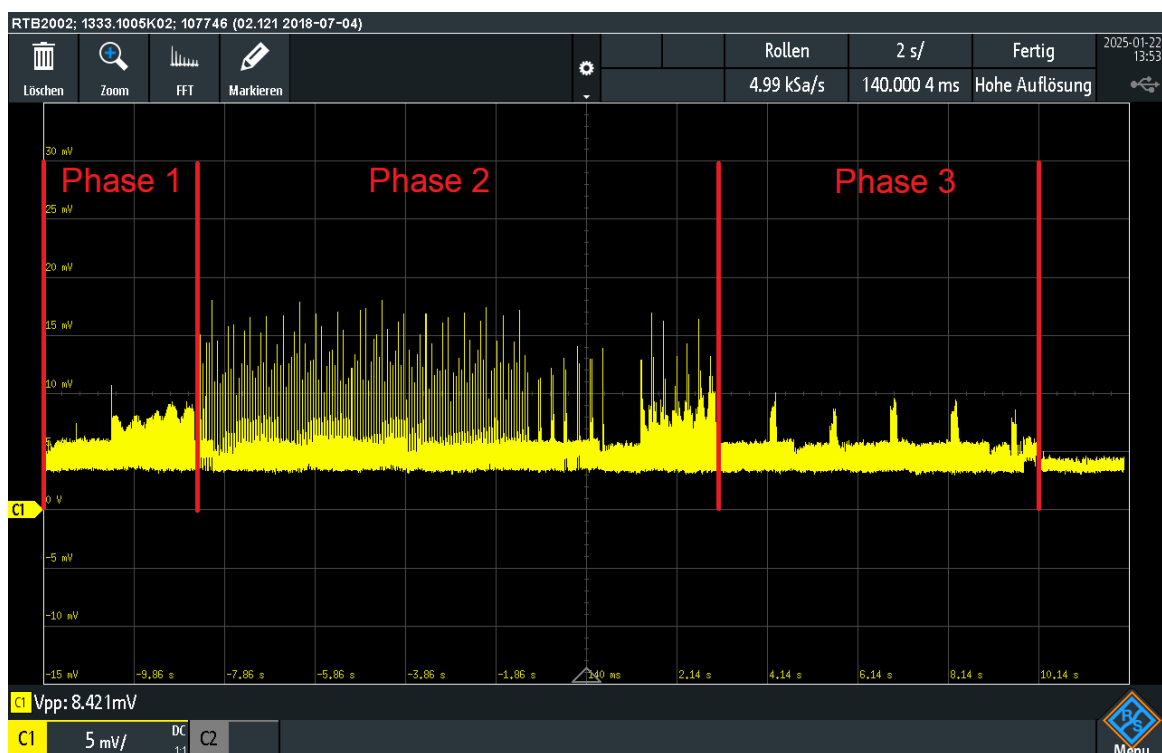 RTB2002; 1333.1005K02; 107746 (02.121 2018-07-04)
Löschen Zoom FFT Markieren
Rollen 2 s/ Fertig
4.99 kSa/s 140.000 4 ms Hohe Auflösung
2025-01-22
13:53
30 mV
Phase 1 Phase 2 Phase 3
25 mV
20 mV
15 mV
10 mV
5 mV
C1
0 V
-5 mV
-10 mV
-15 mV -9,86 s -7,86 s -5,86 s -3,86 s -1,86 s 140 ms 2,14 s 4,14 s 6,14 s 8,14 s 10,14 s
C1 Vpp: 8.421mV
C1 5 mV/ DC 1:1 C2
R&S
Menu